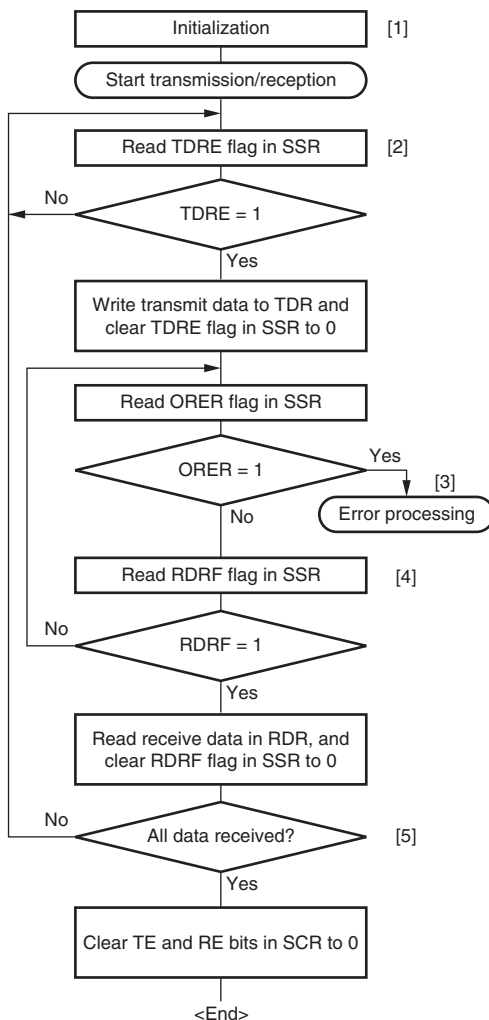 Initialization
[1]
Start transmission/reception
Read TDRE flag in SSR
[2]
No
TDRE = 1
Yes
Write transmit data to TDR and
clear TDRE flag in SSR to 0
Read ORER flag in SSR
ORER = 1
Yes
[3]
Error processing
No
Read RDRF flag in SSR
[4]
No
RDRF = 1
Yes
Read receive data in RDR, and
clear RDRF flag in SSR to 0
No
All data received?
[5]
Yes
Clear TE and RE bits in SCR to 0
<End>